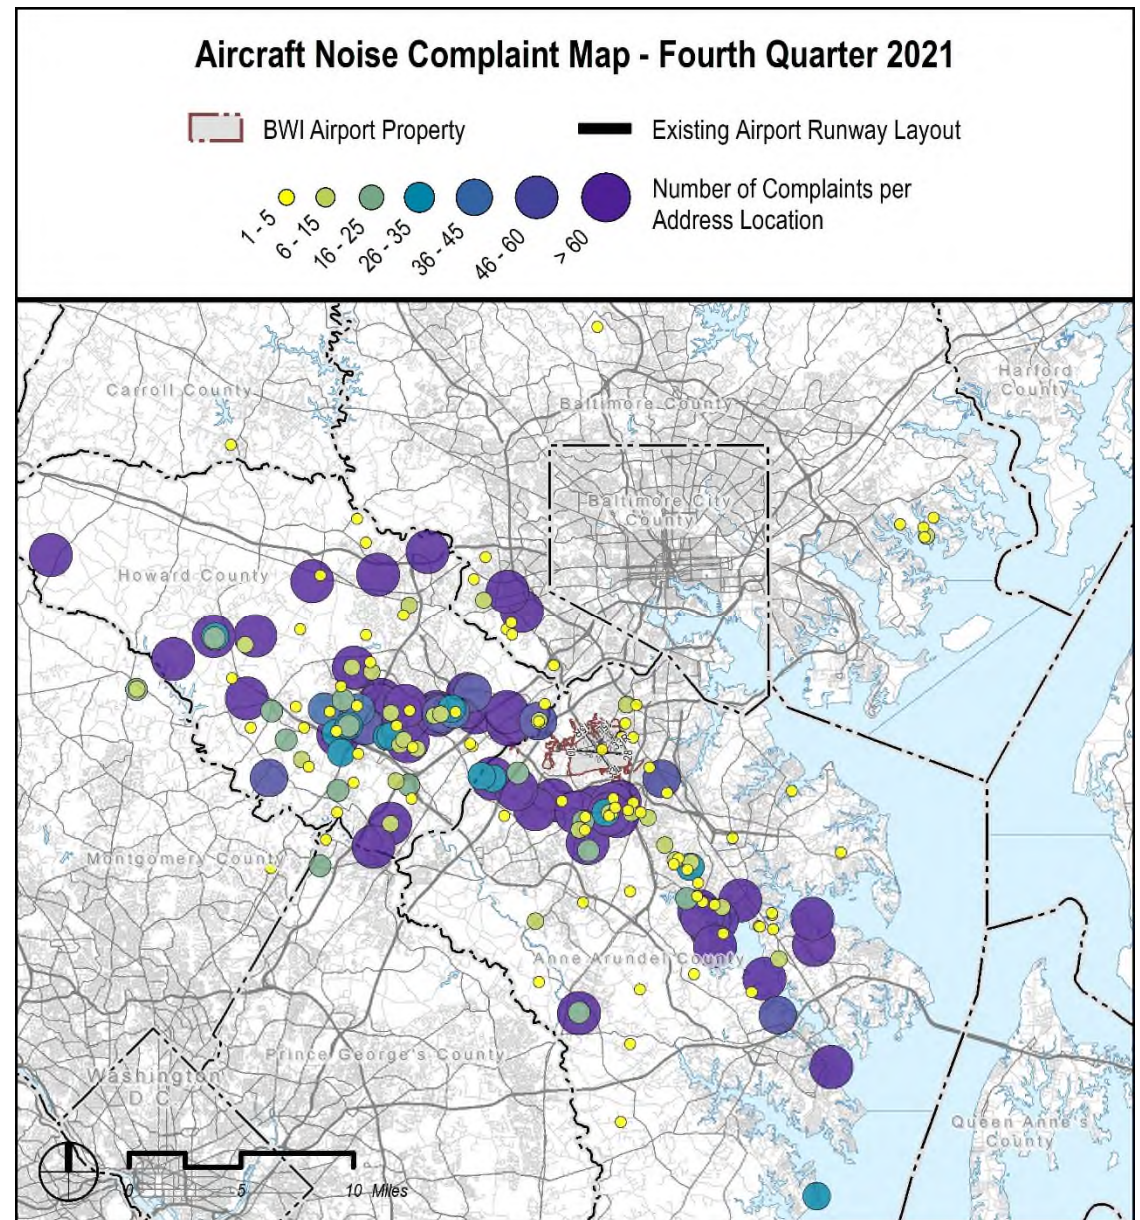 Aircraft Noise Complaint Map - Fourth Quarter 2021
BWI Airport Property
Existing Airport Runway Layout
Number of Complaints per
Address Location
1 - 5
6 - 15
16 - 25
26 - 35
36 - 45
46 - 60
> 60
Carroll County
Baltimore County
Harford
County
Baltimore City
County
Howard County
Montgomery County
Anne Arundel County
Prince George's County
Washington
D C
Queen Anne's
County
0
5
10 Miles